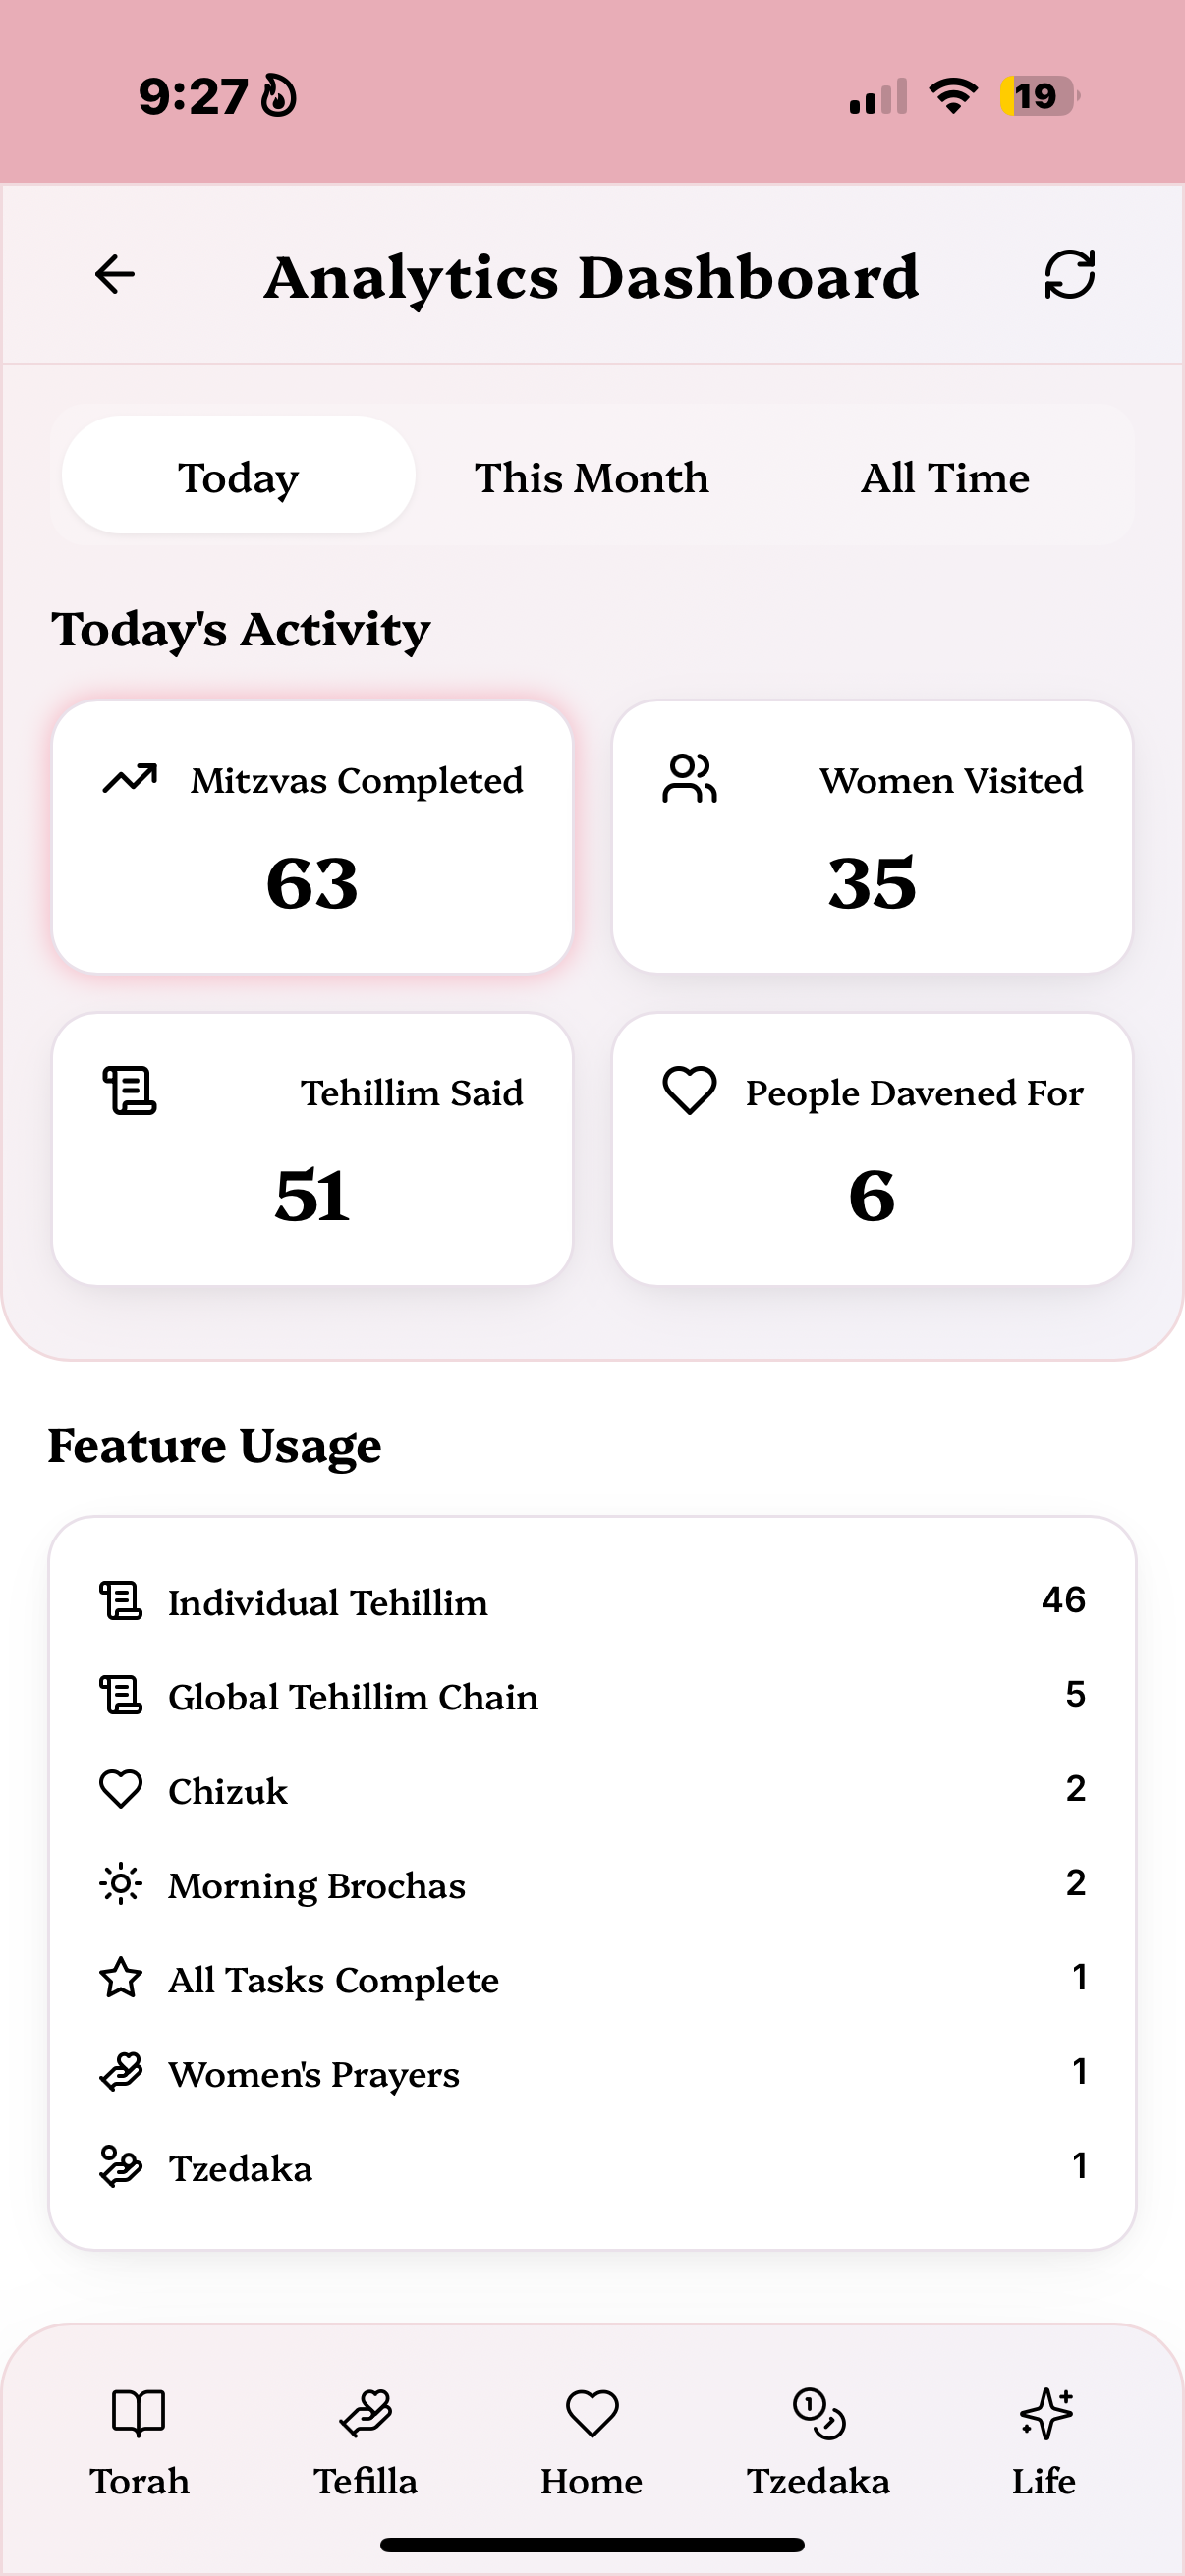 9:27
19
Analytics Dashboard
Today This Month All Time
Today's Activity
Mitzvas Completed
63
Women Visited
35
Tehillim Said
51
People Davened For
6
Feature Usage
Individual Tehillim 46
Global Tehillim Chain 5
Chizuk 2
Morning Brochas 2
All Tasks Complete 1
Women's Prayers 1
Tzedaka 1
Torah Tefilla Home Tzedaka Life